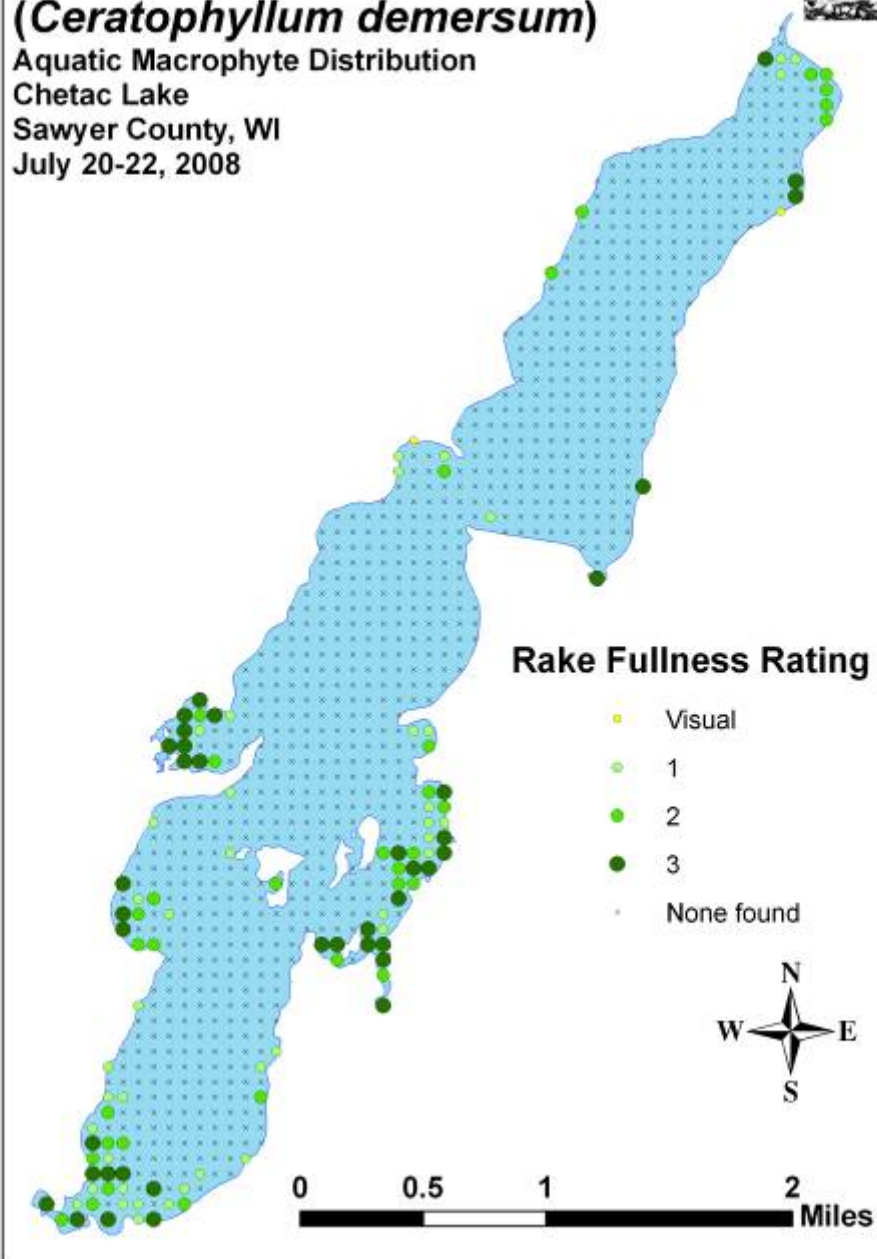 (Ceratophyllum demersum)
Aquatic Macrophyte Distribution
Chetac Lake
Sawyer County, WI
July 20-22, 2008
Rake Fullness Rating
Visual
1
2
3
None found
N
W E
S
0 0.5 1 2
Miles